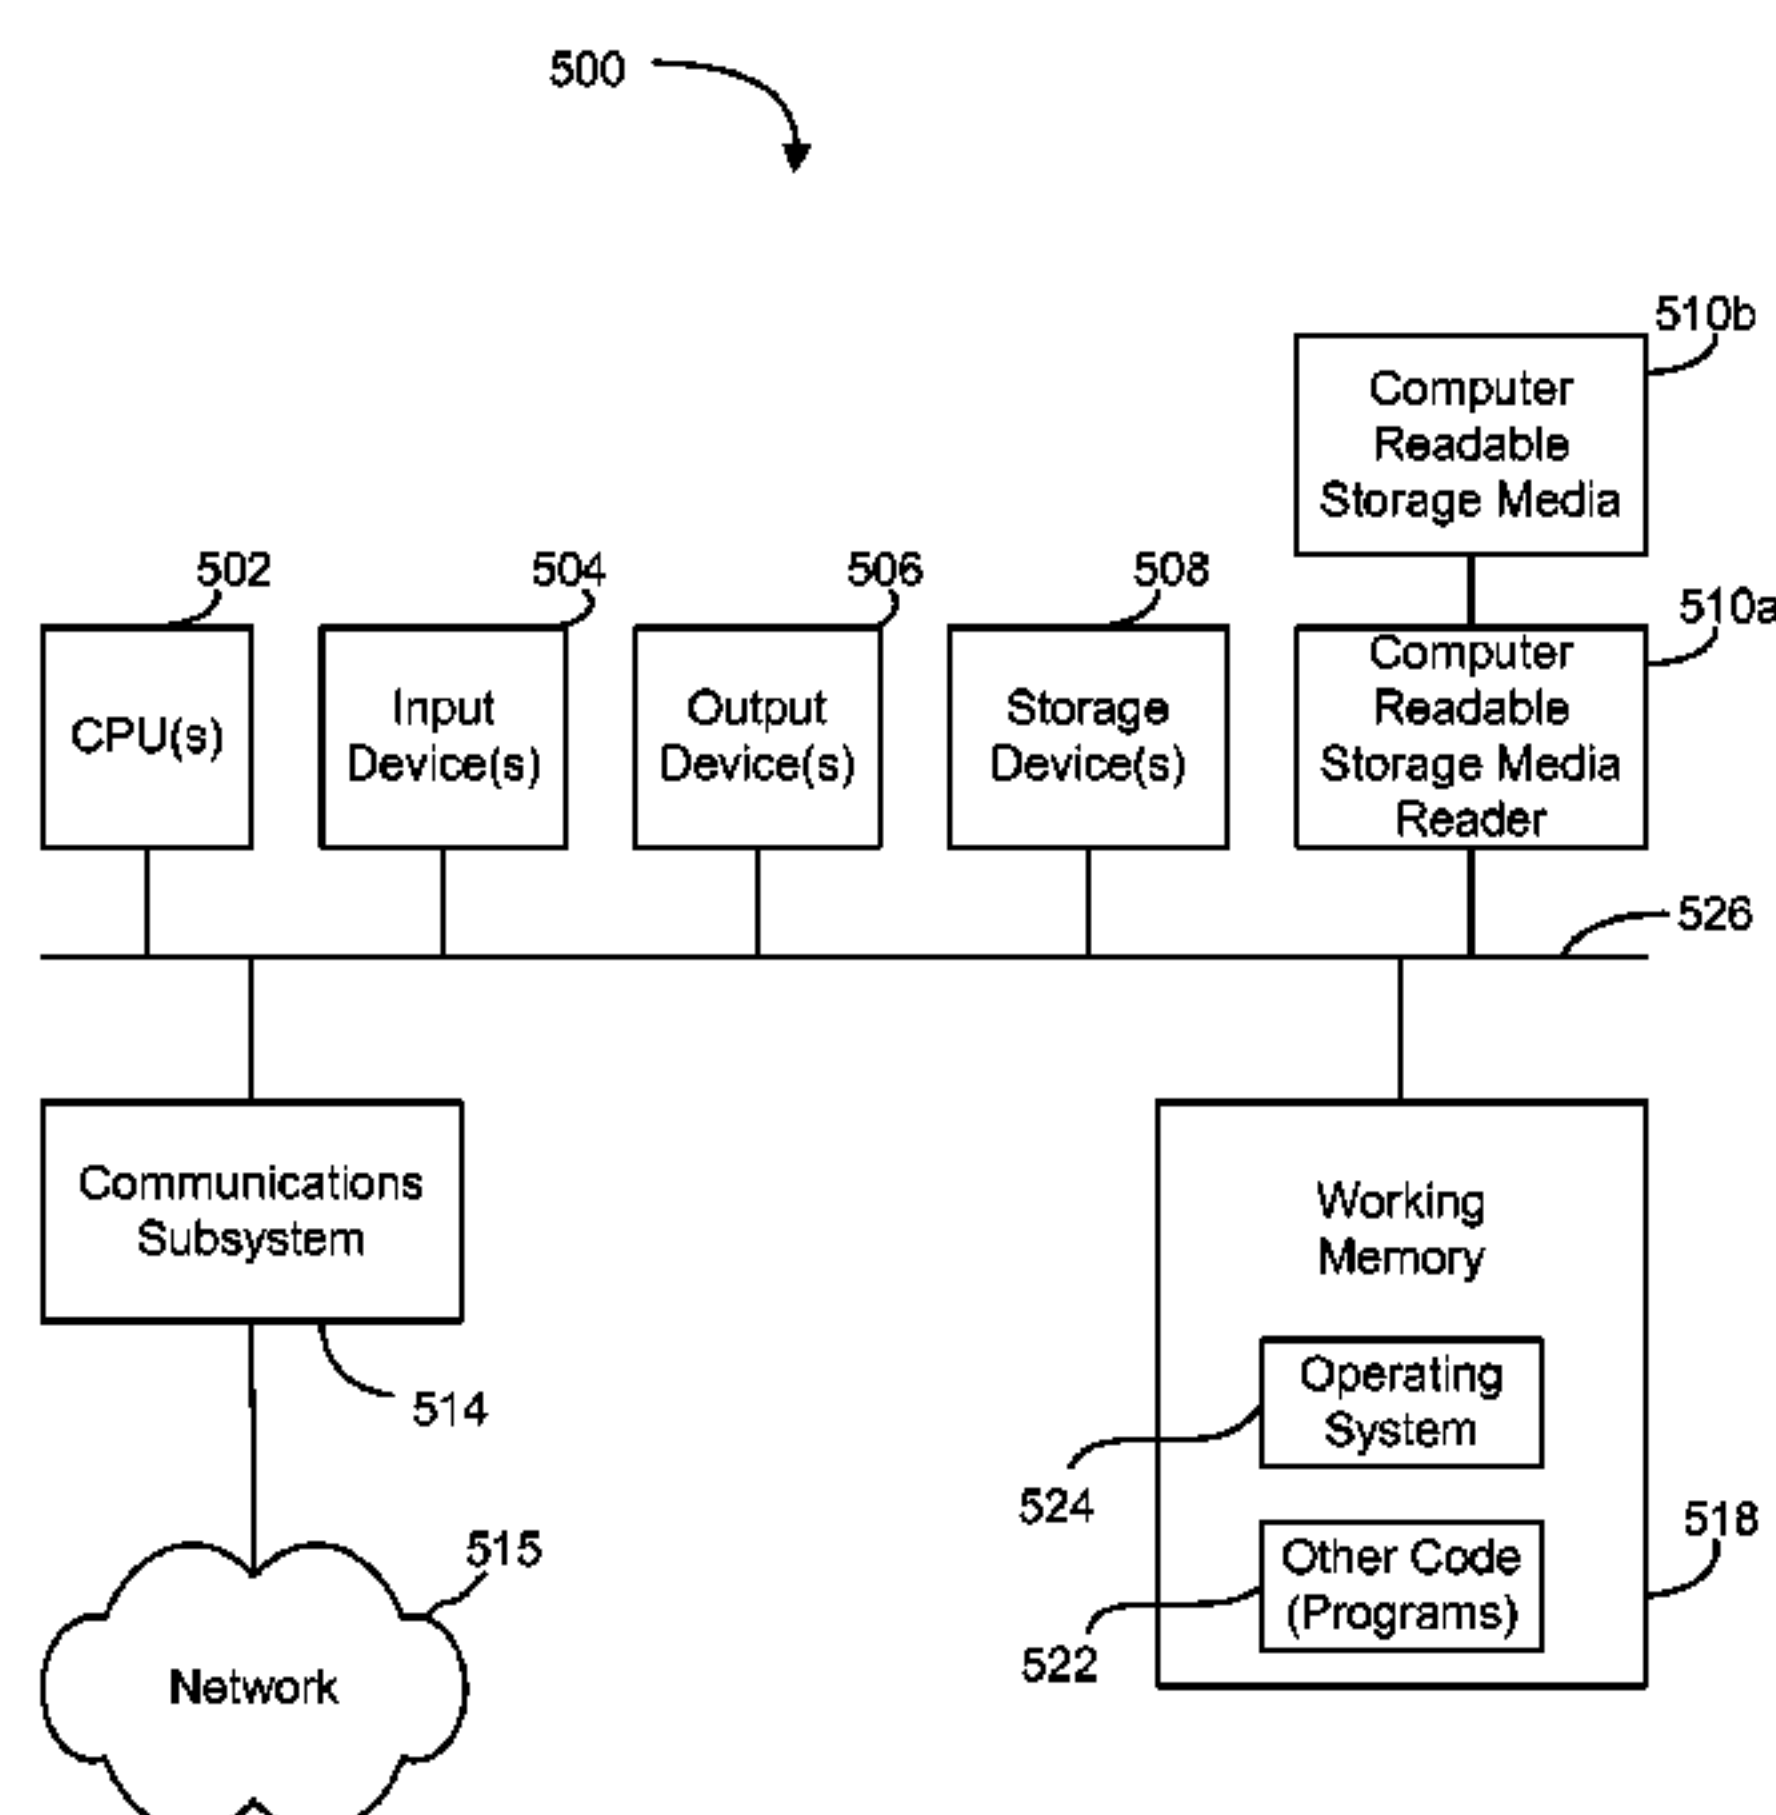 500
510b
Computer
Readable
Storage Media
502
504
506
508
510a
CPU(s)
Input
Device(s)
Output
Device(s)
Storage
Device(s)
Computer
Readable
Storage Media
Reader
526
Communications
Subsystem
514
Working
Memory
Operating
System
524
Other Code
(Programs)
522
518
515
Network